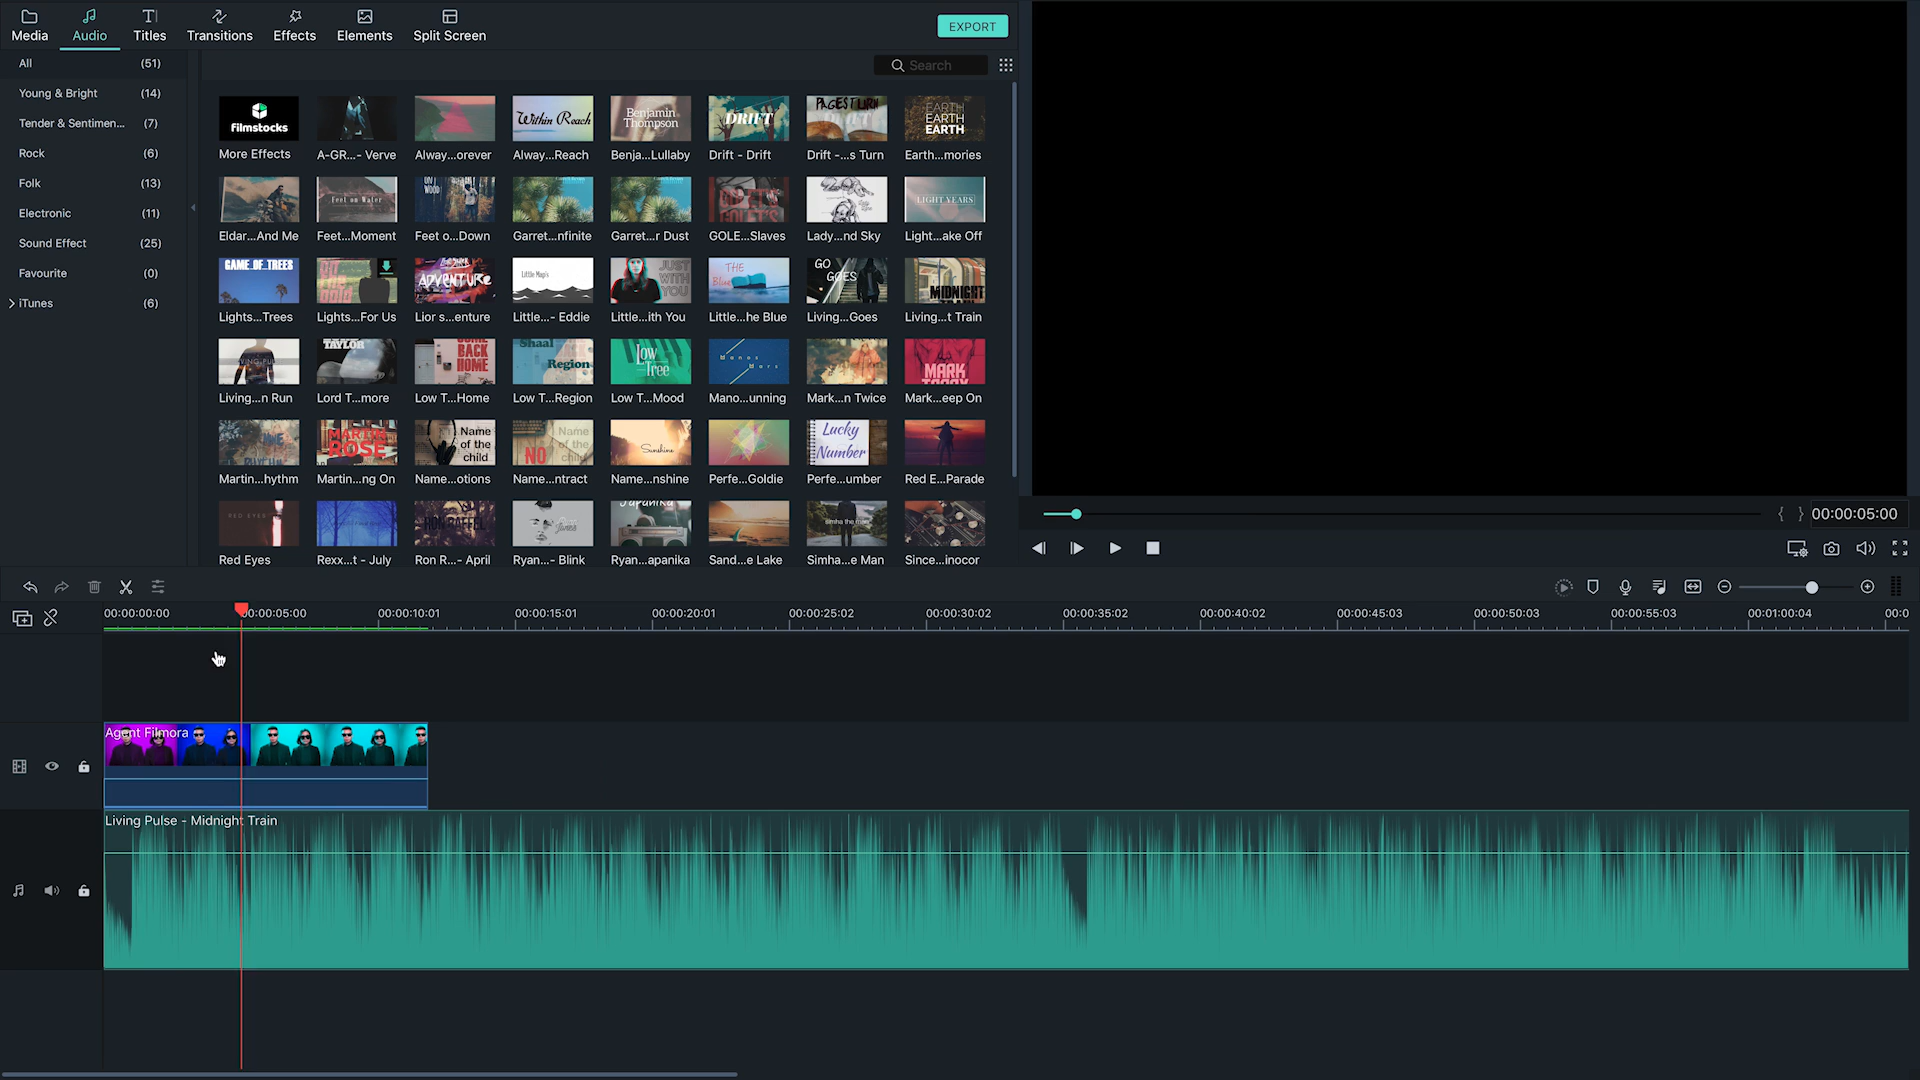 Media Audio Titles Transitions Effects Elements Split Screen EXPORT
All (51)
Search
Young & Bright (14)
Tender & Sentimen... (7)
Rock (6)
Folk (13)
Electronic (11)
Sound Effect (25)
Favourite (0)
iTunes (6)
filmstocks
Within Reach
Benjamin
Thompson
DRIFT
PAGES TURN
EARTH
EARTH
EARTH
More Effects A-GR...- Verve Alway...orever Alway...Reach Benja...Lullaby Drift - Drift Drift -...s Turn Earth...mories
WOOD
Feet on Water
LIGHT YEARS
Eldar...And Me Feet...Moment Feet o...Down Garret...nfinite Garret...r Dust GOLE...Slaves Lady...nd Sky Light...ake Off
GAME OF TREES
ADVENTURE
Little Map's
JUST
WITH
YOU
THE
Blue
GO
GOES
MIDNIGHT
Lights...Trees Lights...For Us Lior s...enture Little...- Eddie Little...ith You Little...he Blue Living...Goes Living...t Train
TAYLOR
COME
BACK
HOME
Shaal
Region
Low
Tree
Manos
Mars
MARK
Living...n Run Lord T...more Low T...Home Low T...Region Low T...Mood Mano...unning Mark...n Twice Mark...eep On
MARTIN
ROSE
Name
of the
child
Name
of the
child
NO
Sunshine
Lucky
Number
Martin...hythm Martin...ng On Name...otions Name...ntract Name...nshine Perfe...Goldie Perfe...umber Red E...Parade
RED EYES
RON RAFFEL
Janes
Japanika
Simha the man
Red Eyes Rexx...t - July Ron R...- April Ryan...- Blink Ryan...apanika Sand...e Lake Simha...e Man Since...inocor
{ } 00:00:05:00
00:00:00:00 00:00:05:00 00:00:10:01 00:00:15:01 00:00:20:01 00:00:25:02 00:00:30:02 00:00:35:02 00:00:40:02 00:00:45:03 00:00:50:03 00:00:55:03 00:01:00:04 00:0
Agent Filmora
Living Pulse - Midnight Train